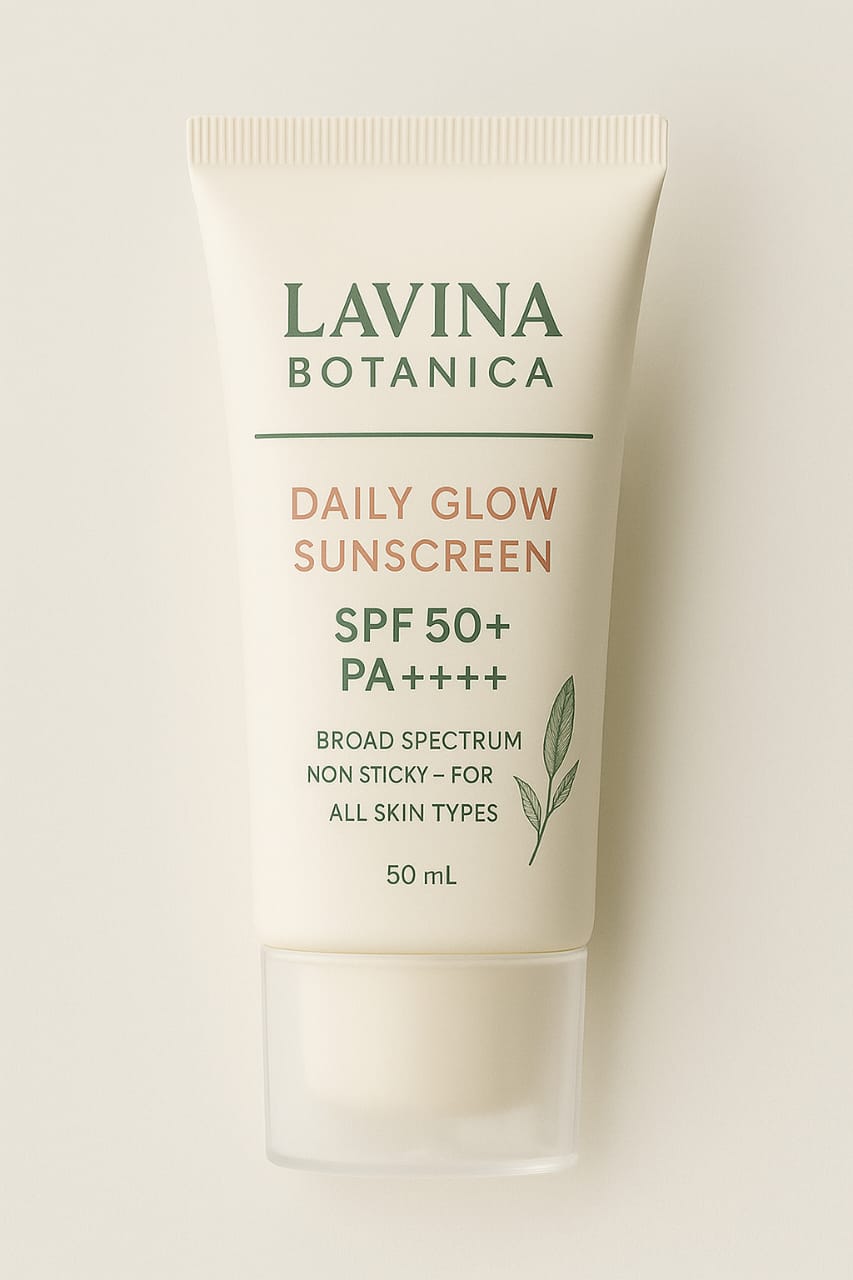 LAVINA
BOTANICA
DAILY GLOW
SUNSCREEN
SPF 50+
PA++++
BROAD SPECTRUM
NON STICKY – FOR
ALL SKIN TYPES
50 mL